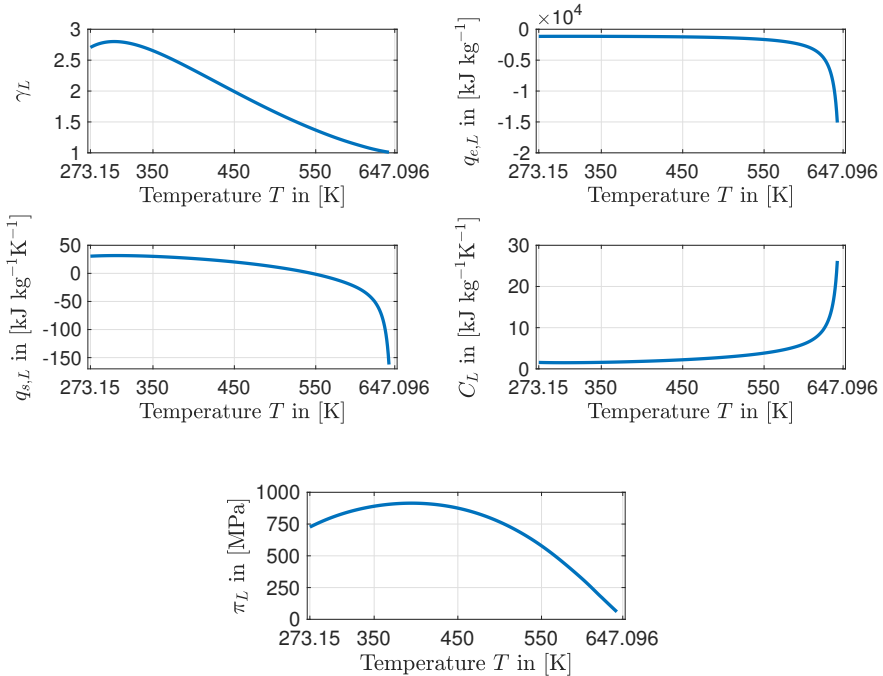 3
2.5
2
1.5
1
γ_L
273.15 350 450 550 647.096
Temperature T in [K]
×10⁴
0
-0.5
-1
-1.5
-2
q_{e,L} in [kJ kg⁻¹]
273.15 350 450 550 647.096
Temperature T in [K]
50
0
-50
-100
-150
q_{s,L} in [kJ kg⁻¹K⁻¹]
273.15 350 450 550 647.096
Temperature T in [K]
30
20
10
0
C_L in [kJ kg⁻¹K⁻¹]
273.15 350 450 550 647.096
Temperature T in [K]
1000
750
500
250
0
π_L in [MPa]
273.15 350 450 550 647.096
Temperature T in [K]